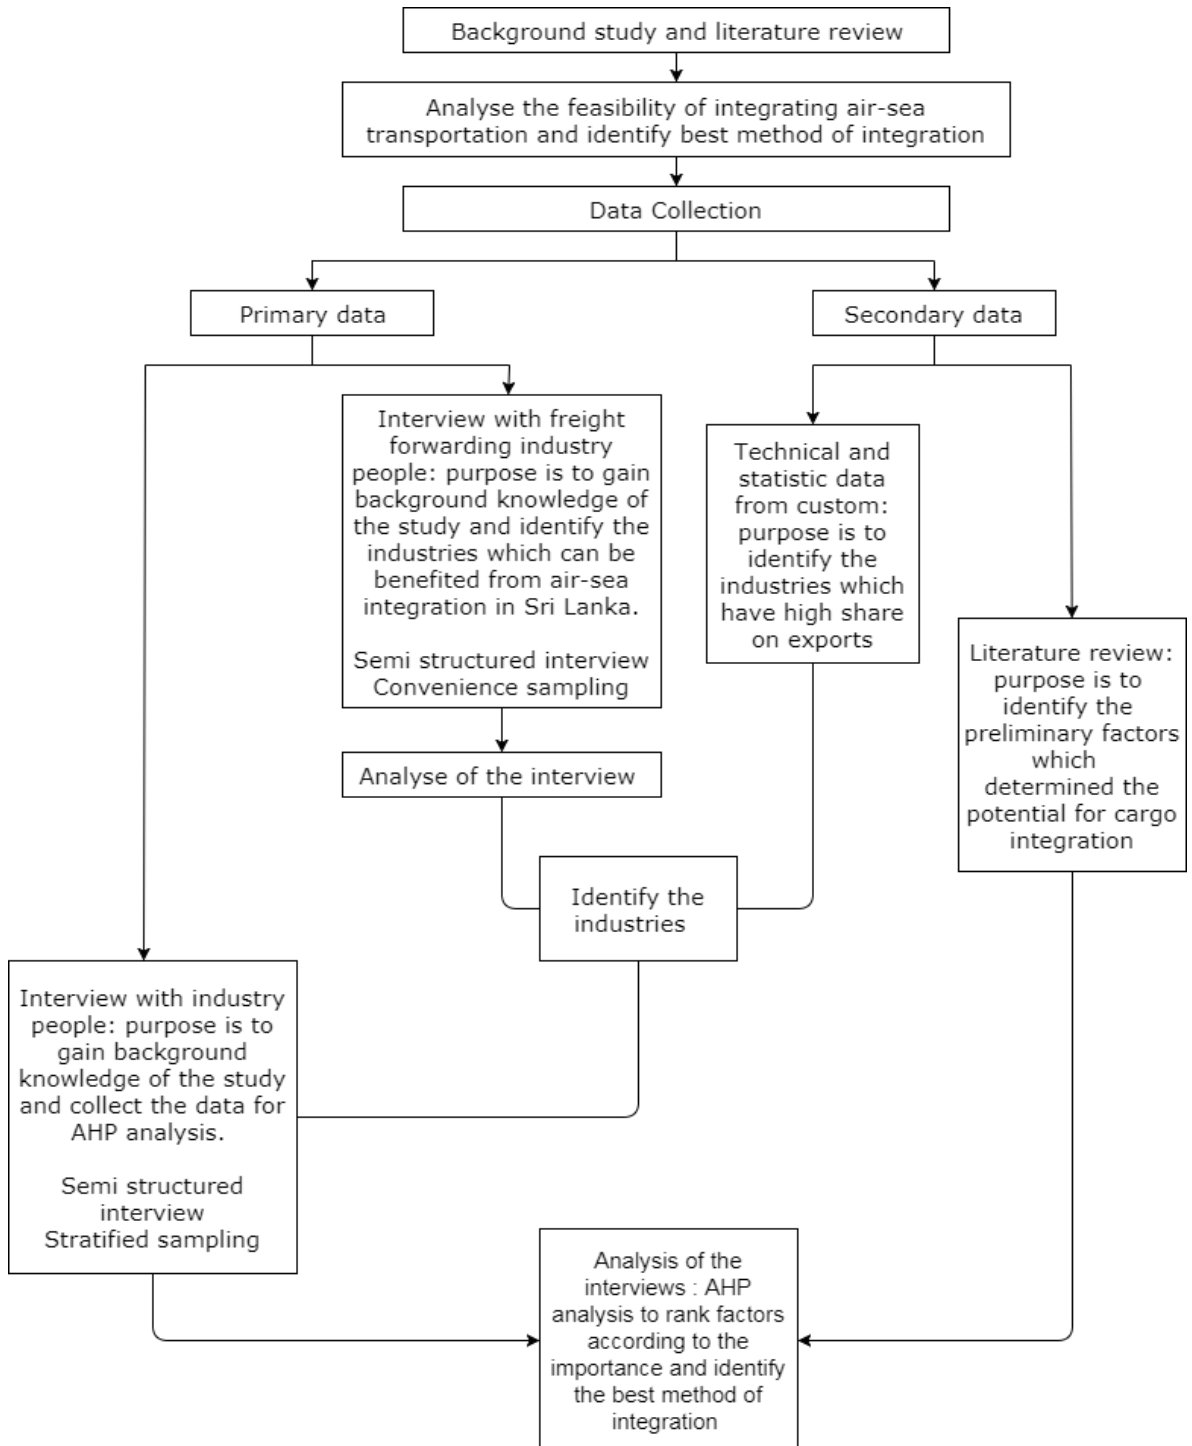 Background study and literature review
Analyse the feasibility of integrating air-sea
transportation and identify best method of integration
Data Collection
Primary data
Secondary data
Interview with freight
forwarding industry
people: purpose is to gain
background knowledge of
the study and identify the
industries which can be
benefited from air-sea
integration in Sri Lanka.
Semi structured interview
Convenience sampling
Technical and
statistic data
from custom:
purpose is to
identify the
industries which
have high share
on exports
Literature review:
purpose is to
identify the
preliminary factors
which
determined the
potential for cargo
integration
Analyse of the interview
Identify the
industries
Interview with industry
people: purpose is to
gain background
knowledge of the study
and collect the data for
AHP analysis.
Semi structured
interview
Stratified sampling
Analysis of the
interviews : AHP
analysis to rank factors
according to the
importance and identify
the best method of
integration